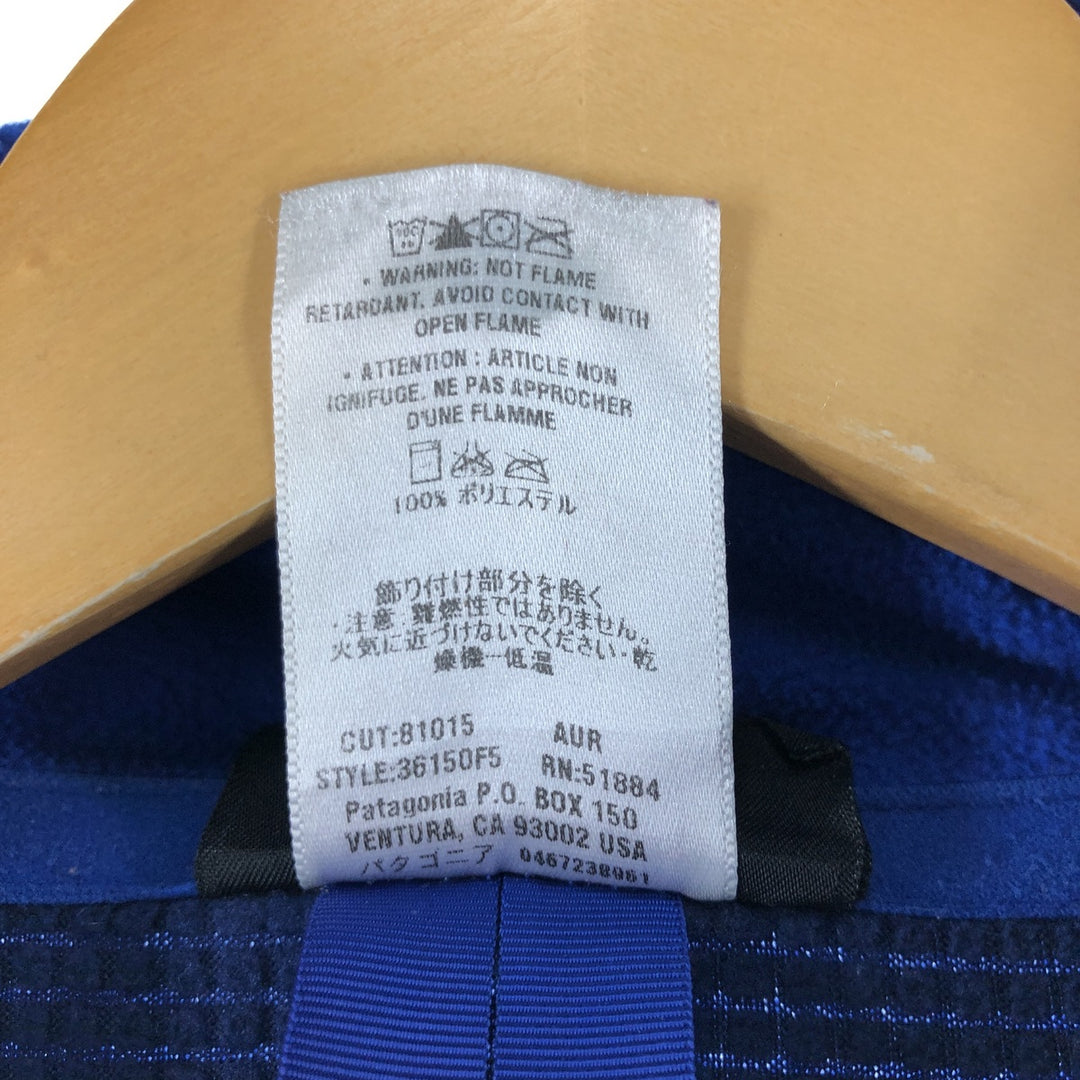 • WARNING: NOT FLAME
RETARDANT. AVOID CONTACT WITH
OPEN FLAME
• ATTENTION : ARTICLE NON
IGNIFUGE. NE PAS APPROCHER
D'UNE FLAMME
100% ポリエステル
飾り付け部分を除く
・注意 難燃性ではありません。
火気に近づけないでください・乾
燥機一低温
CUT:81015 AUR
STYLE:36150F5 RN:51884
Patagonia P.O. BOX 150
VENTURA, CA 93002 USA
パタゴニア